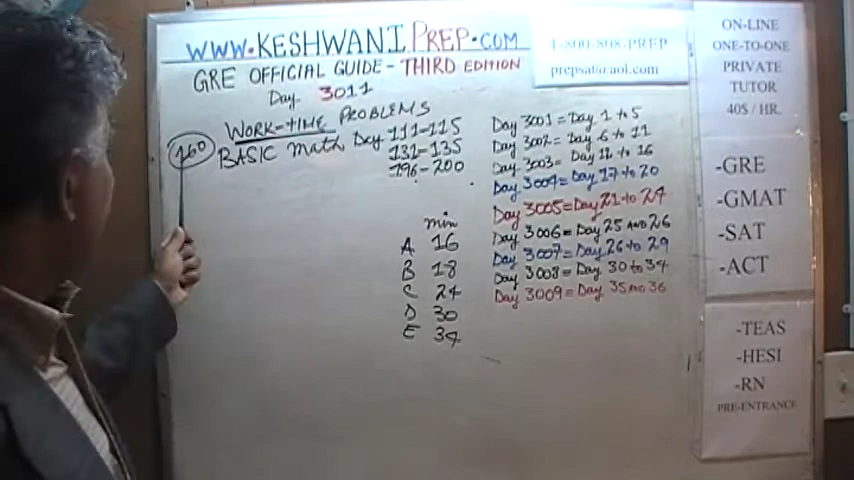 WWW.KESHWANIPREP.COM
GRE OFFICIAL GUIDE - THIRD EDITION
Day 3011
WORK-TIME PROBLEMS
160
BASIC Math Day 111-115
131-135
196-200
min
A 16
B 18
C 24
D 30
E 34
Day 3001 = Day 1 to 5
Day 3002 = Day 6 to 11
Day 3003 = Day 12 to 16
Day 3004 = Day 17 to 20
Day 3005 = Day 21 to 24
Day 3006 = Day 25 AND 26
Day 3007 = Day 26 to 29
Day 3008 = Day 30 to 34
Day 3009 = Day 35 AND 36
1-800-808-PREP
prepsat@aol.com
ON-LINE
ONE-TO-ONE
PRIVATE
TUTOR
40$ / HR.
-GRE
-GMAT
-SAT
-ACT
-TEAS
-HESI
-RN
PRE-ENTRANCE